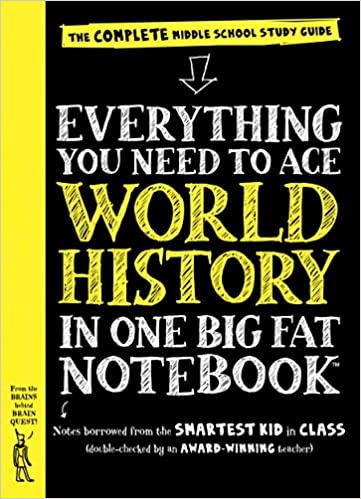 THE COMPLETE MIDDLE SCHOOL STUDY GUIDE
EVERYTHING
YOU NEED TO ACE
WORLD
HISTORY
IN ONE BIG FAT
NOTEBOOK™
Notes borrowed from the SMARTEST KID in CLASS
(double-checked by an AWARD-WINNING teacher)
From the
BRAINS
behind
BRAIN
QUEST!